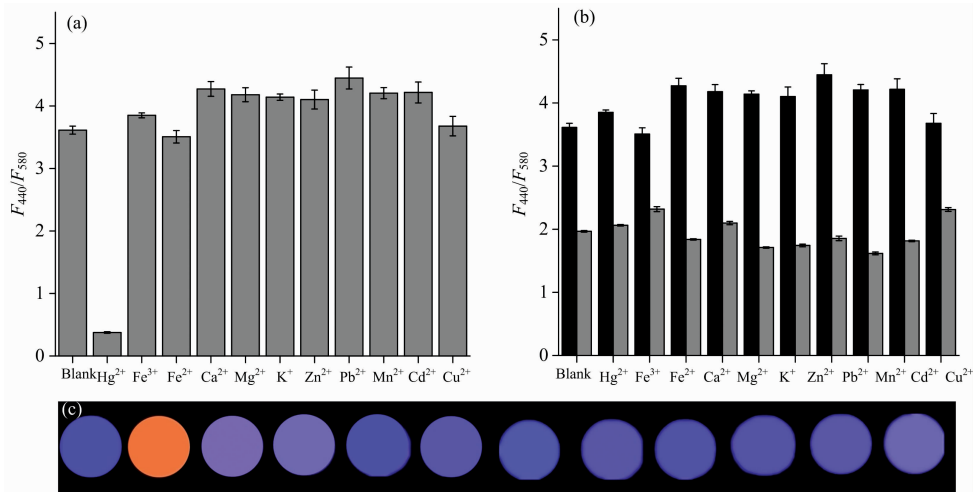 (a)
5
4
3
2
1
0
F440/F580
Blank Hg2+ Fe3+ Fe2+ Ca2+ Mg2+ K+ Zn2+ Pb2+ Mn2+ Cd2+ Cu2+
(b)
5
4
3
2
1
0
F440/F580
Blank Hg2+ Fe3+ Fe2+ Ca2+ Mg2+ K+ Zn2+ Pb2+ Mn2+ Cd2+ Cu2+
(c)